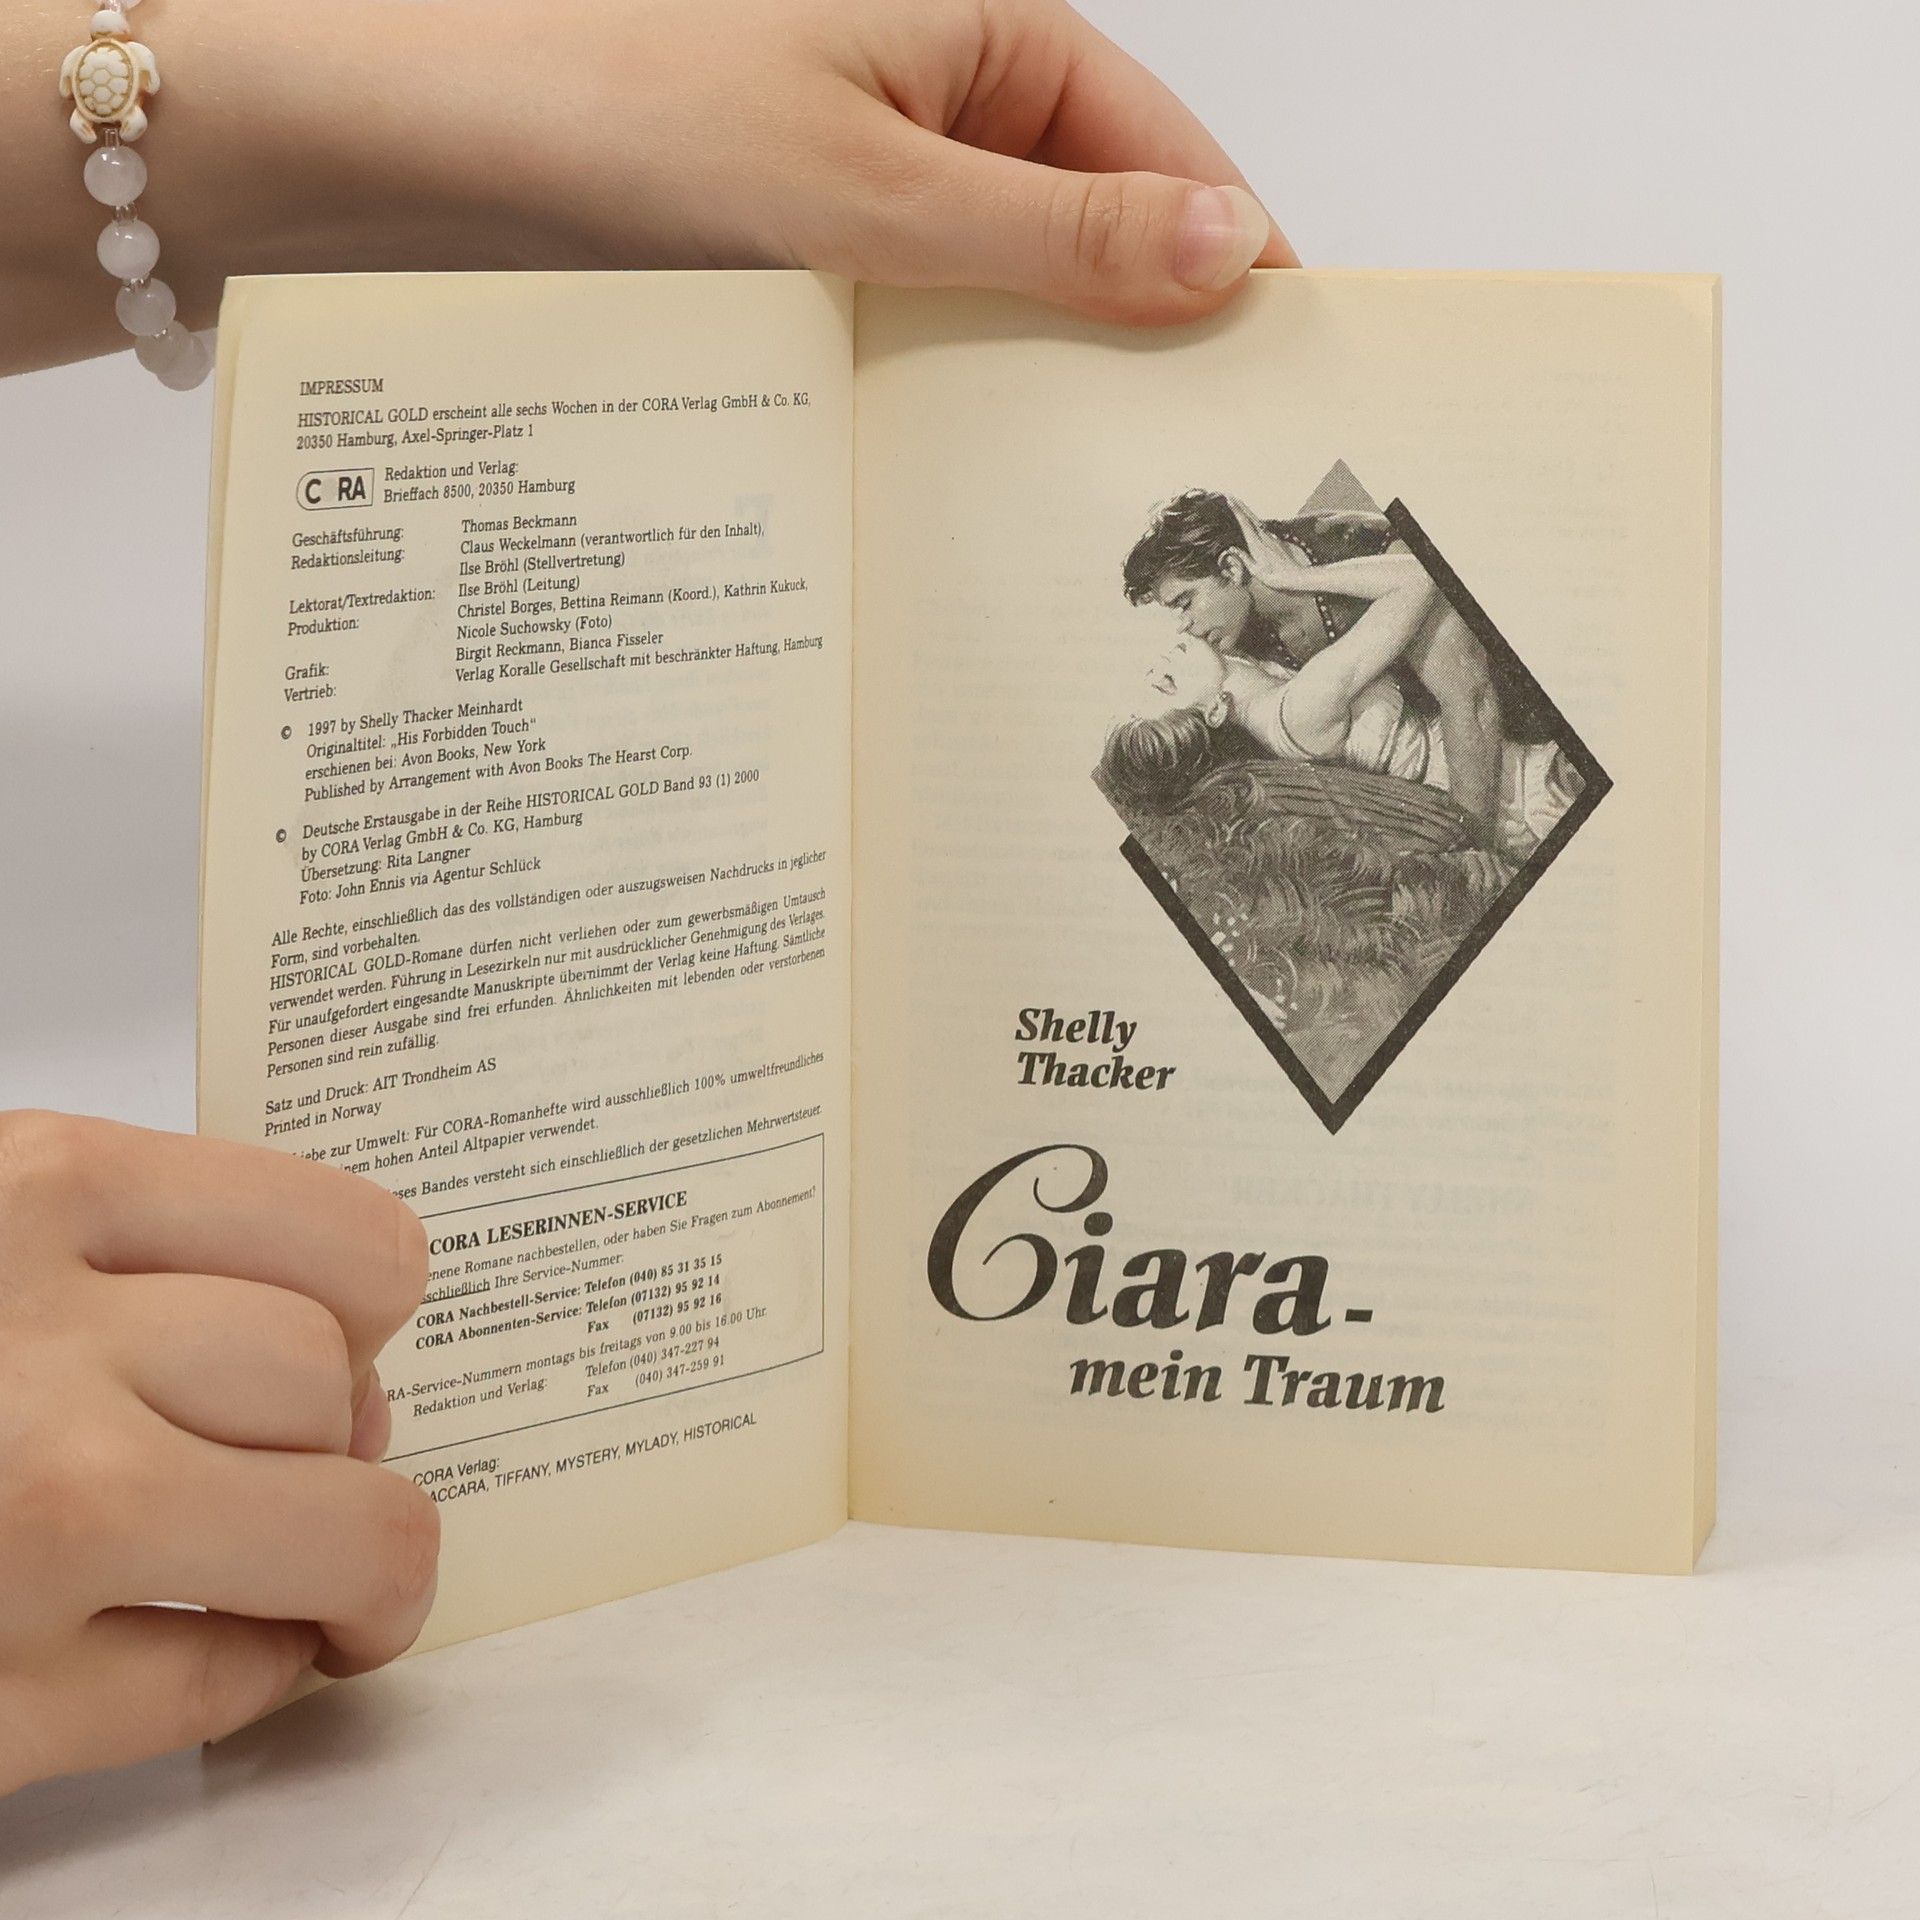 IMPRESSUM
HISTORICAL GOLD erscheint alle sechs Wochen in der CORA Verlag GmbH & Co. KG,
20350 Hamburg, Axel-Springer-Platz 1
C RA
Redaktion und Verlag:
Brieffach 8500, 20350 Hamburg
Geschäftsführung: Thomas Beckmann
Redaktionsleitung: Claus Weckelmann (verantwortlich für den Inhalt),
Ilse Bröhl (Stellvertretung)
Lektorat/Textredaktion: Ilse Bröhl (Leitung)
Produktion: Christel Borges, Bettina Reimann (Koord.), Kathrin Kukuck,
Nicole Suchowsky (Foto)
Grafik: Birgit Reckmann, Bianca Fisseler
Vertrieb: Verlag Koralle Gesellschaft mit beschränkter Haftung, Hamburg
© 1997 by Shelly Thacker Meinhardt
Originaltitel: „His Forbidden Touch“
erschienen bei: Avon Books, New York
Published by Arrangement with Avon Books The Hearst Corp.
© Deutsche Erstausgabe in der Reihe HISTORICAL GOLD Band 93 (1) 2000
by CORA Verlag GmbH & Co. KG, Hamburg
Übersetzung: Rita Langner
Foto: John Ennis via Agentur Schlück
Alle Rechte, einschließlich das des vollständigen oder auszugsweisen Nachdrucks in jeglicher
Form, sind vorbehalten.
HISTORICAL GOLD-Romane dürfen nicht verliehen oder zum gewerbsmäßigen Umtausch
verwendet werden. Führung in Lesezirkeln nur mit ausdrücklicher Genehmigung des Verlages.
Für unaufgefordert eingesandte Manuskripte übernimmt der Verlag keine Haftung. Sämtliche
Personen dieser Ausgabe sind frei erfunden. Ähnlichkeiten mit lebenden oder verstorbenen
Personen sind rein zufällig.
Satz und Druck: AIT Trondheim AS
Printed in Norway
zur Umwelt: Für CORA-Romanhefte wird ausschließlich 100% umweltfreundliches
hohen Anteil Altpapier verwendet.
Bandes versteht sich einschließlich der gesetzlichen Mehrwertsteuer.
CORA LESERINNEN-SERVICE
Romane nachbestellen, oder haben Sie Fragen zum Abonnement?
Ihre Service-Nummer:
CORA Nachbestell-Service: Telefon (040) 85 31 35 15
CORA Abonnenten-Service: Telefon (07132) 95 92 14
Fax (07132) 95 92 16
RA-Service-Nummern montags bis freitags von 9.00 bis 16.00 Uhr.
Redaktion und Verlag: Telefon (040) 347-227 94
Fax (040) 347-259 91
CORA Verlag:
ACCARA, TIFFANY, MYSTERY, MYLADY, HISTORICAL
Shelly
Thacker
Ciara-
mein Traum